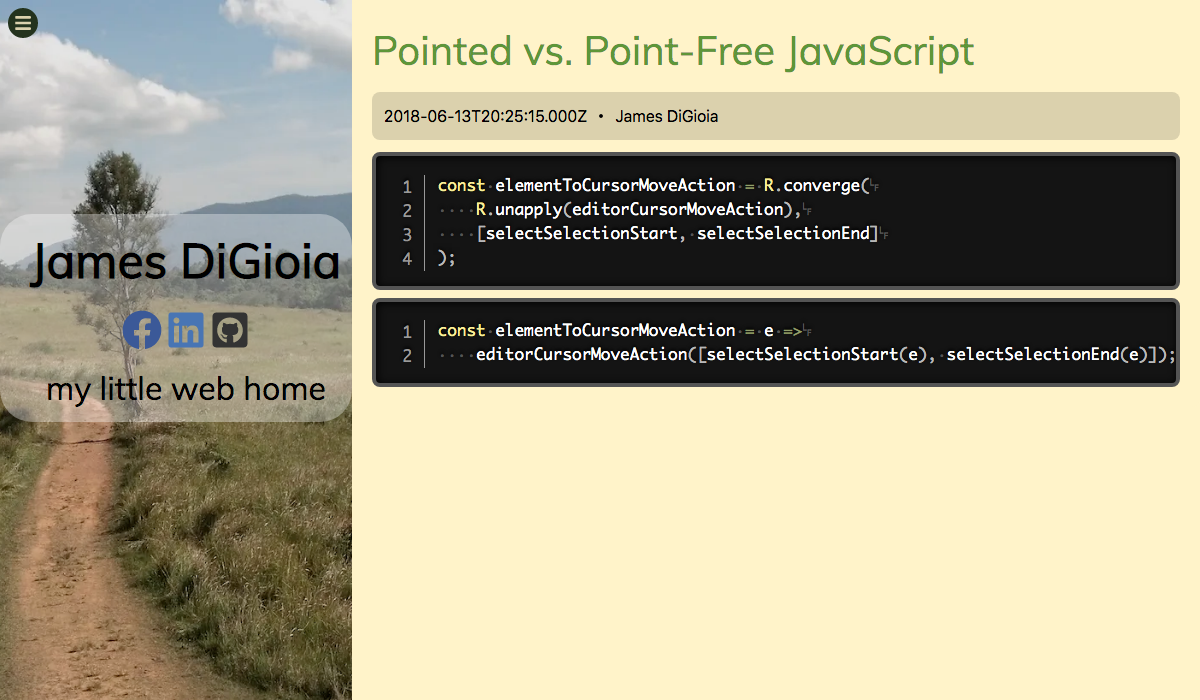 James DiGioia
my little web home
Pointed vs. Point-Free JavaScript
2018-06-13T20:25:15.000Z • James DiGioia
1 const elementToCursorMoveAction = R.converge(
2     R.unapply(editorCursorMoveAction),
3     [selectSelectionStart, selectSelectionEnd]
4 );
1 const elementToCursorMoveAction = e =>
2     editorCursorMoveAction([selectSelectionStart(e), selectSelectionEnd(e)]);